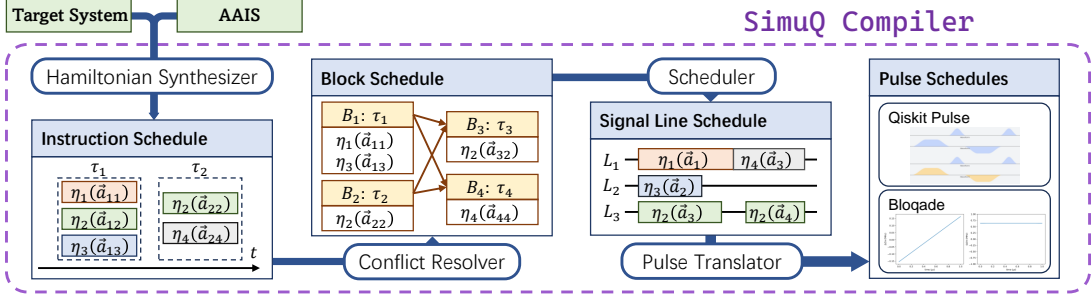 Target System
AAIS
SimuQ Compiler
Hamiltonian Synthesizer
Instruction Schedule
τ₁
τ₂
η₁(a⃗₁₁)
η₂(a⃗₁₂)
η₃(a⃗₁₃)
η₂(a⃗₂₂)
η₄(a⃗₂₄)
t
Block Schedule
B₁: τ₁
η₁(a⃗₁₁)
η₃(a⃗₁₃)
B₂: τ₂
η₂(a⃗₂₂)
B₃: τ₃
η₂(a⃗₃₂)
B₄: τ₄
η₄(a⃗₄₄)
Conflict Resolver
Scheduler
Signal Line Schedule
L₁ η₁(a⃗₁) η₄(a⃗₃)
L₂ η₃(a⃗₂)
L₃ η₂(a⃗₃) η₂(a⃗₄)
Pulse Translator
Pulse Schedules
Qiskit Pulse
Bloqade